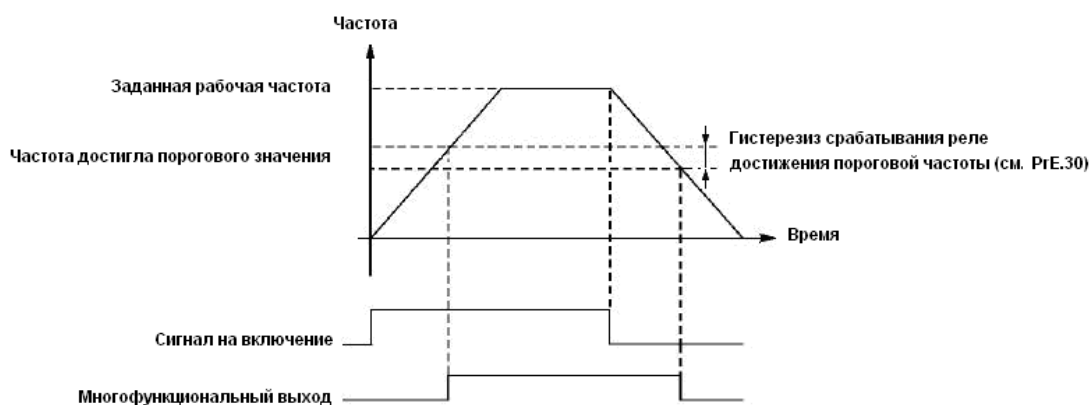 Частота
Заданная рабочая частота
Частота достигла порогового значения
Гистерезиз срабатывания реле
достижения пороговой частоты (см. PrE.30)
Время
Сигнал на включение
Многофункциональный выход